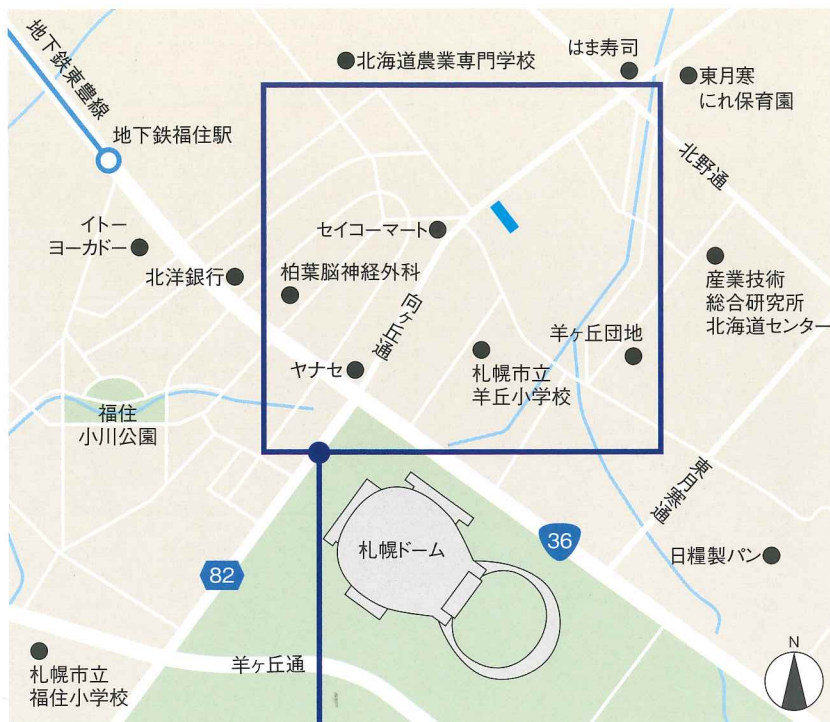 はま寿司
北海道農業専門学校
東月寒
にれ保育園
地下鉄東豊線
地下鉄福住駅
北野通
イトー
ヨーカドー
セイコーマート
北洋銀行
柏葉脳神経外科
産業技術
総合研究所
北海道センター
向ヶ丘通
羊ヶ丘団地
ヤナセ
札幌市立
羊丘小学校
福住
小川公園
東月寒通
札幌ドーム
36
日糧製パン
82
羊ヶ丘通
札幌市立
福住小学校
N